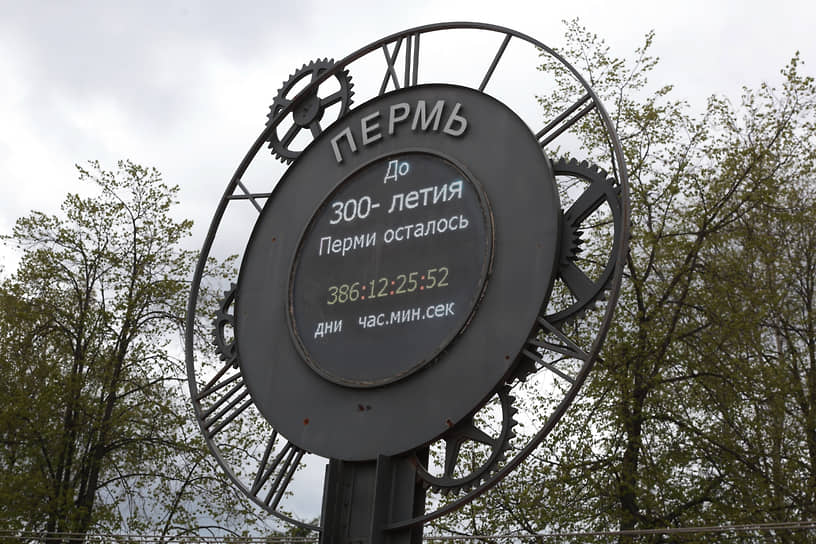 ПЕРМЬ
До
300- летия
Перми осталось
386:12:25:52
дни час.мин.сек